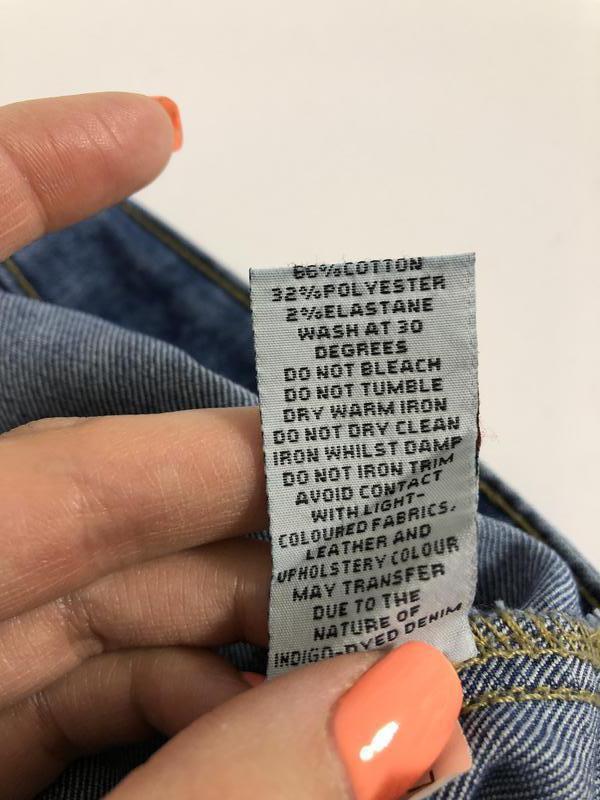 66%COTTON
32%POLYESTER
2%ELASTANE
WASH AT 30
DEGREES
DO NOT BLEACH
DO NOT TUMBLE
DRY WARM IRON
DO NOT DRY CLEAN
IRON WHILST DAMP
DO NOT IRON TRIM
AVOID CONTACT
WITH LIGHT-
COLOURED FABRICS,
LEATHER AND
UPHOLSTERY COLOUR
MAY TRANSFER
DUE TO THE
NATURE OF
INDIGO-DYED DENIM